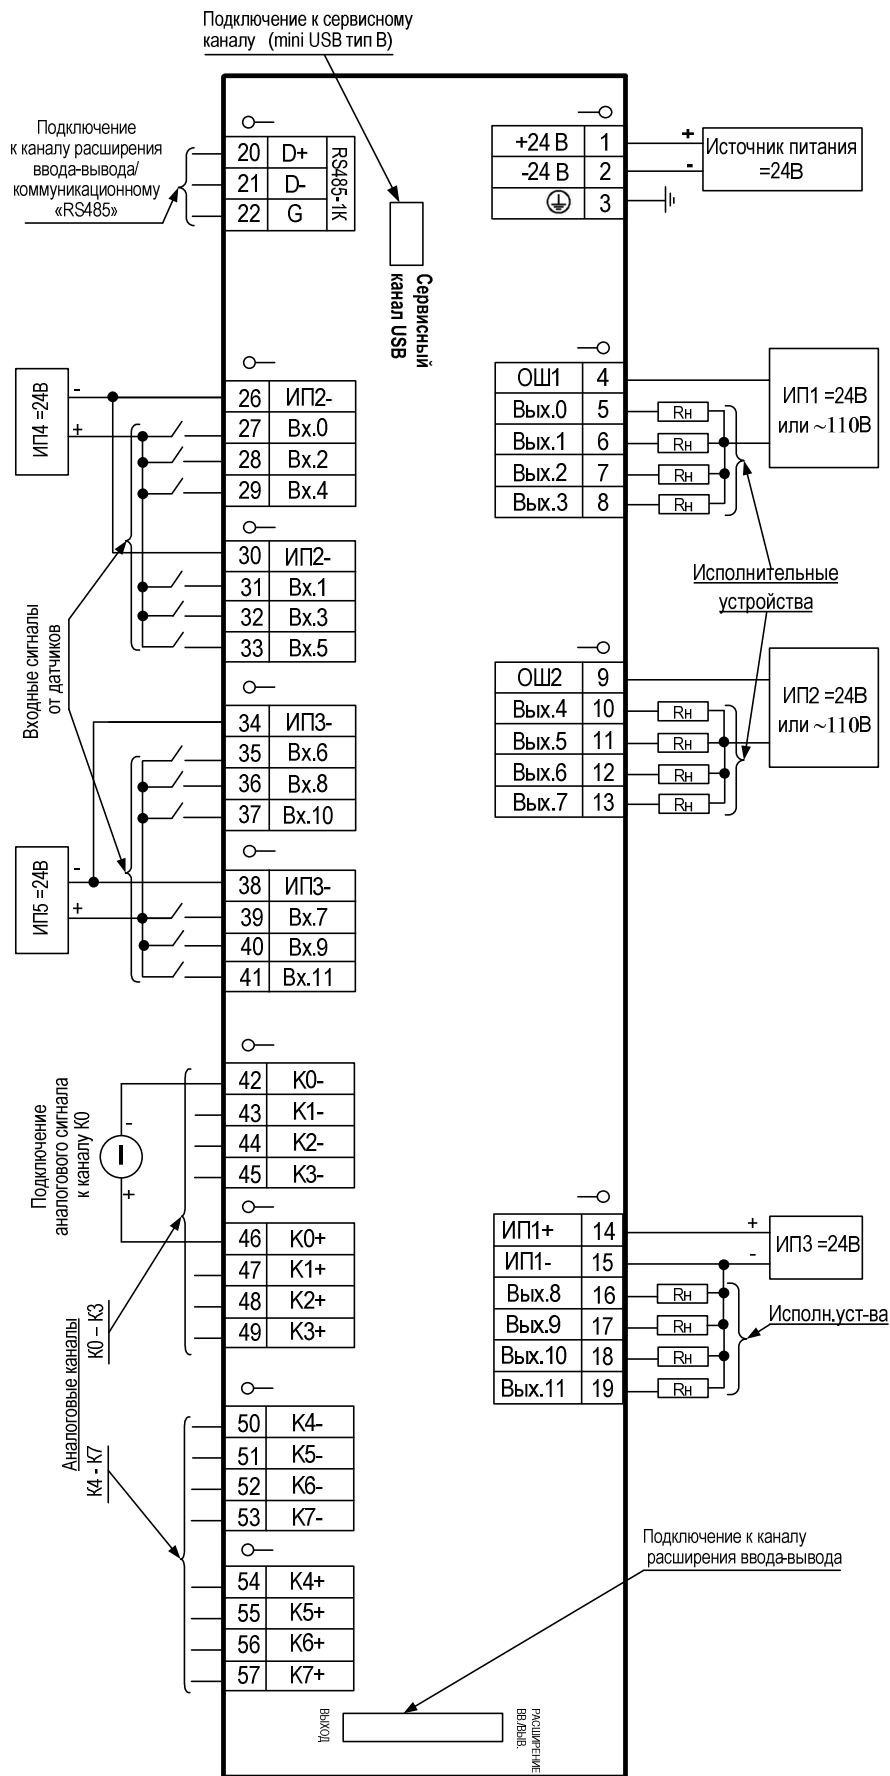 Подключение к сервисному
каналу (mini USB тип В)
Подключение
к каналу расширения
ввода-вывода/
коммуникационному
«RS485»
20 D+
21 D-
22 G
RS485-1К
Сервисный
канал USB
+24 В 1
-24 В 2
3
+
-
Источник питания
=24В
ИП4 =24В
-
+
26 ИП2-
27 Вх.0
28 Вх.2
29 Вх.4
30 ИП2-
31 Вх.1
32 Вх.3
33 Вх.5
Входные сигналы
от датчиков
34 ИП3-
35 Вх.6
36 Вх.8
37 Вх.10
ИП5 =24В
-
+
38 ИП3-
39 Вх.7
40 Вх.9
41 Вх.11
ОШ1 4
Вых.0 5 Rн
Вых.1 6 Rн
Вых.2 7 Rн
Вых.3 8 Rн
ИП1 =24В
или ~110В
Исполнительные
устройства
ОШ2 9
Вых.4 10 Rн
Вых.5 11 Rн
Вых.6 12 Rн
Вых.7 13 Rн
ИП2 =24В
или ~110В
Подключение
аналогового сигнала
к каналу К0
-
+
42 К0-
43 К1-
44 К2-
45 К3-
46 К0+
47 К1+
48 К2+
49 К3+
Аналоговые каналы
К0 – К3
К4 - К7
50 К4-
51 К5-
52 К6-
53 К7-
54 К4+
55 К5+
56 К6+
57 К7+
ИП1+ 14
ИП1- 15
Вых.8 16 Rн
Вых.9 17 Rн
Вых.10 18 Rн
Вых.11 19 Rн
+
-
ИП3 =24В
Исполн.уст-ва
Подключение к каналу
расширения ввода-вывода
ВЫХОД
РАСШИРЕНИЕ
ВВ./ВЫВ.